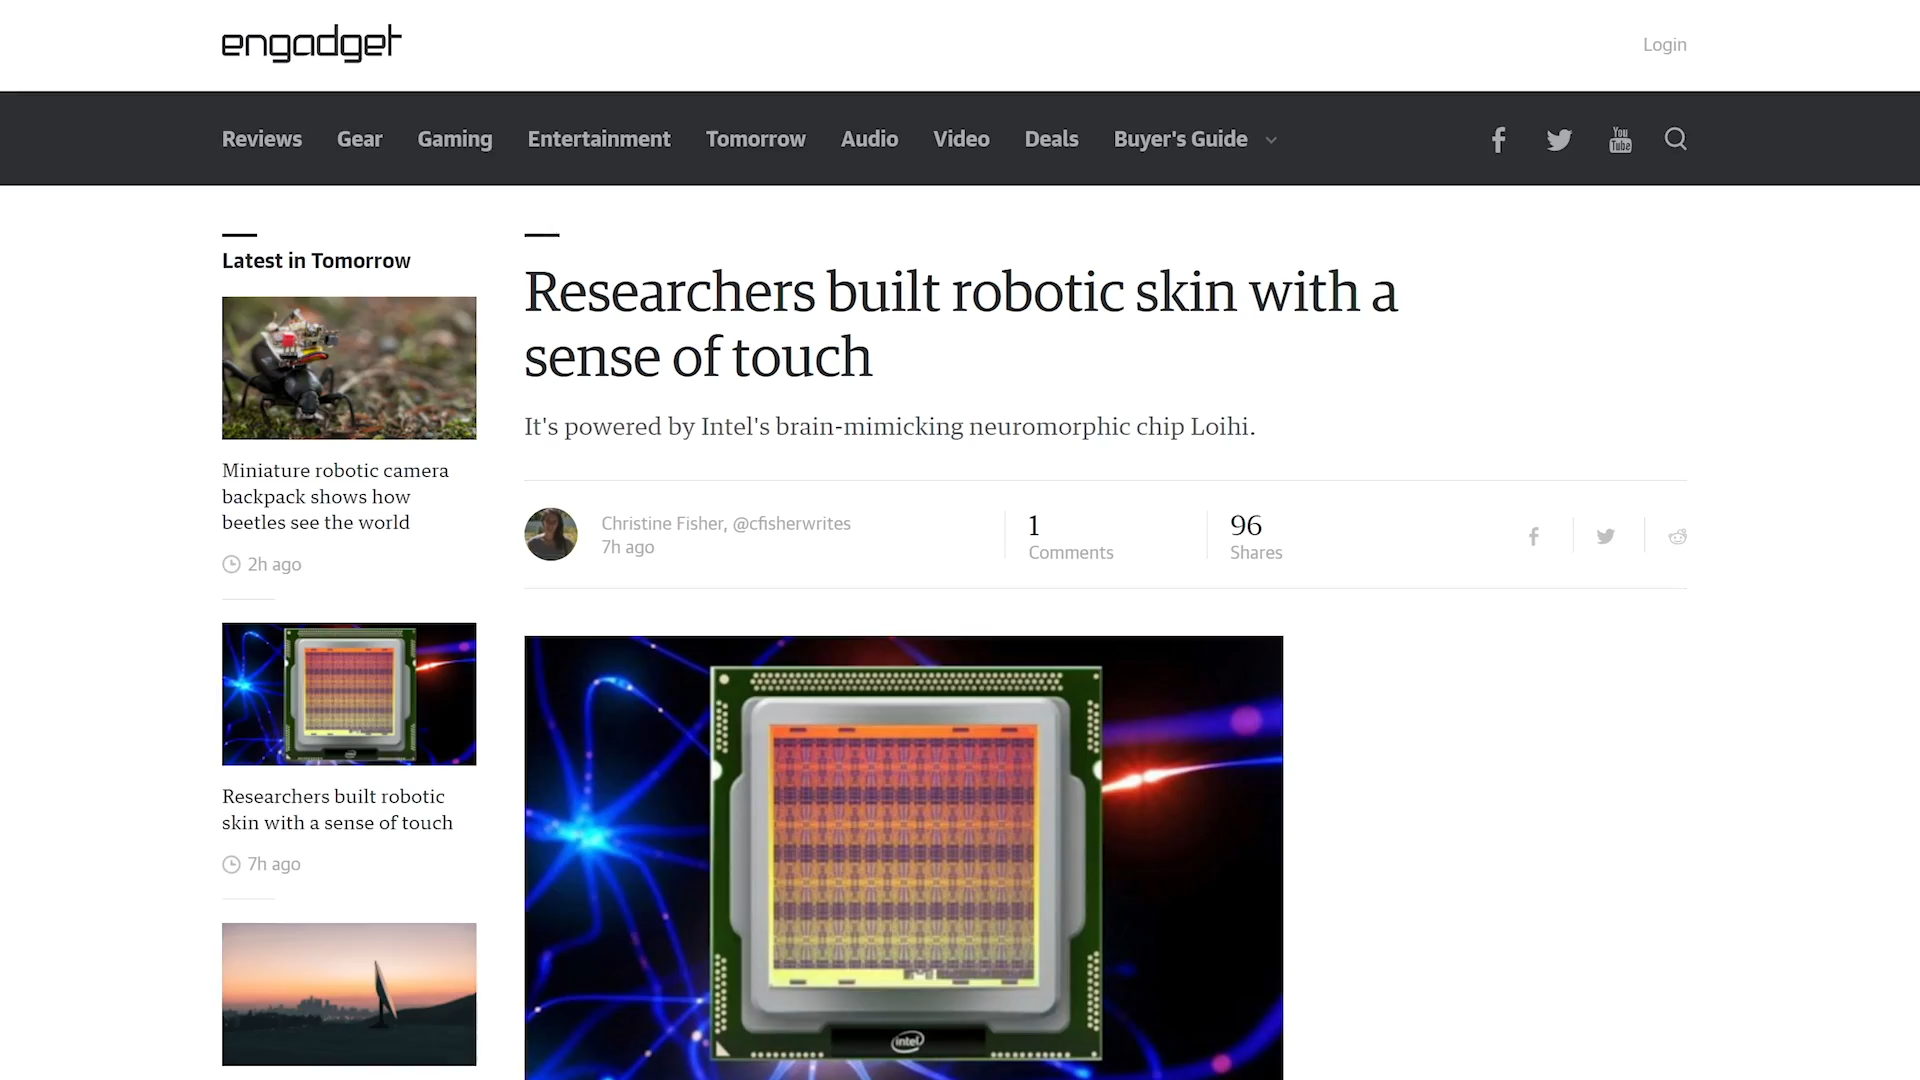 engadget
Login
Reviews Gear Gaming Entertainment Tomorrow Audio Video Deals Buyer's Guide
You
Tube
Latest in Tomorrow
Miniature robotic camera
backpack shows how
beetles see the world
2h ago
Researchers built robotic
skin with a sense of touch
7h ago
Researchers built robotic skin with a
sense of touch
It's powered by Intel's brain-mimicking neuromorphic chip Loihi.
Christine Fisher, @cfisherwrites
7h ago
1
Comments
96
Shares
intel